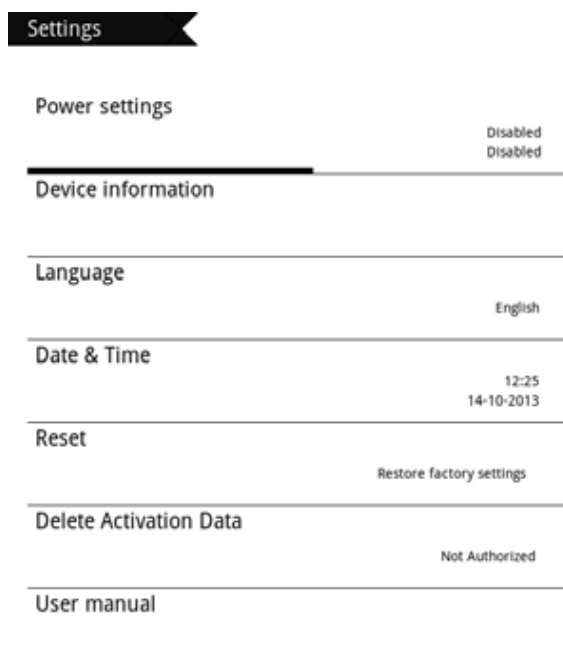 Settings
Power settings
Disabled
Disabled
Device information
Language
English
Date & Time
12:25
14-10-2013
Reset
Restore factory settings
Delete Activation Data
Not Authorized
User manual